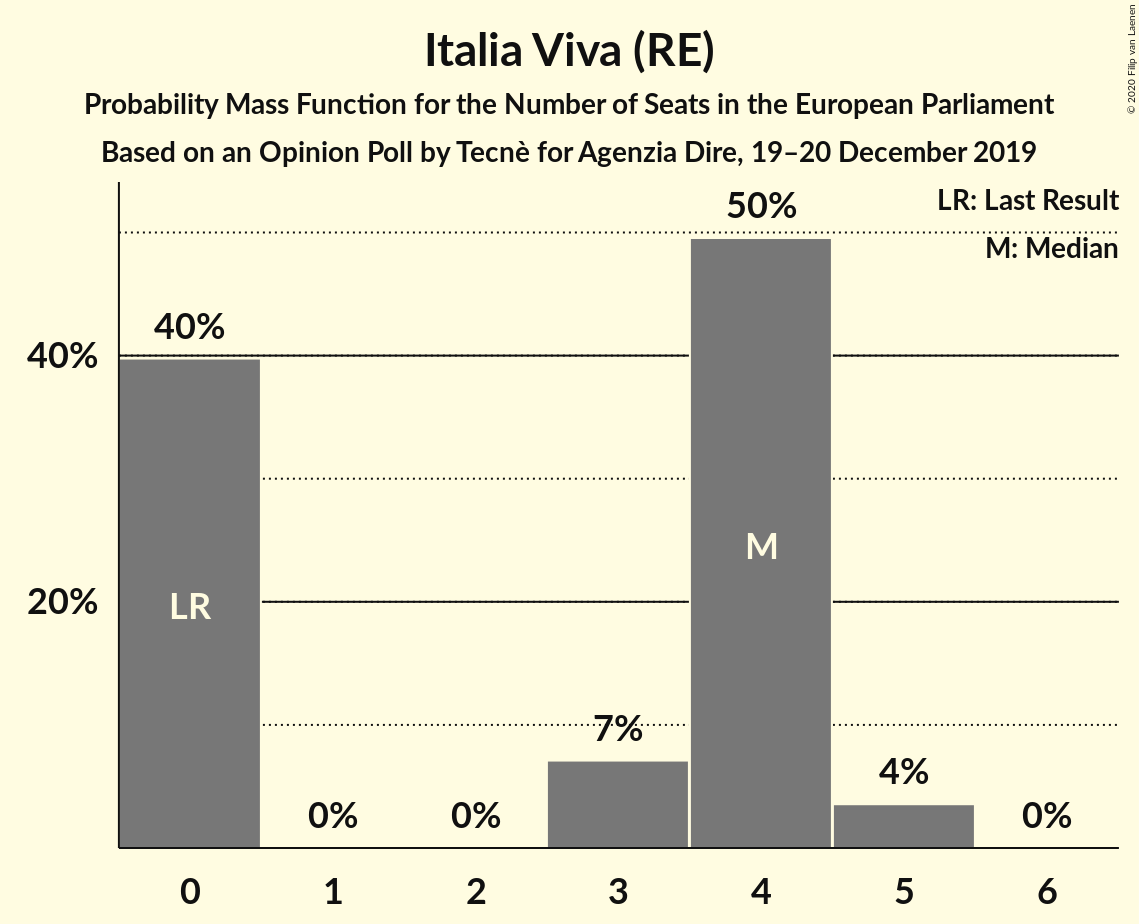 Italia Viva (RE)
Probability Mass Function for the Number of Seats in the European Parliament
Based on an Opinion Poll by Tecnè for Agenzia Dire, 19–20 December 2019
© 2020 Filip van Laenen
LR: Last Result
M: Median
50%
40%
40%
M
LR
20%
7%
4%
0%
0%
0%
0 1 2 3 4 5 6